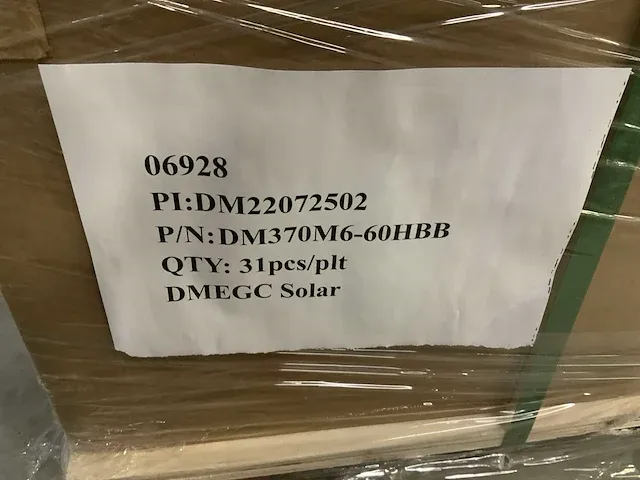 06928
PI:DM22072502
P/N:DM370M6-60HBB
QTY: 31pcs/plt
DMEGC Solar